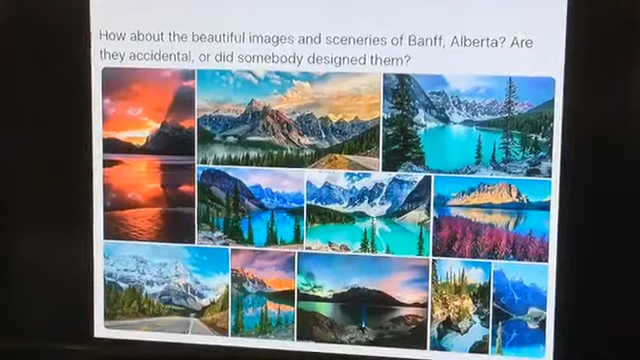 How about the beautiful images and sceneries of Banff, Alberta? Are
they accidental, or did somebody designed them?